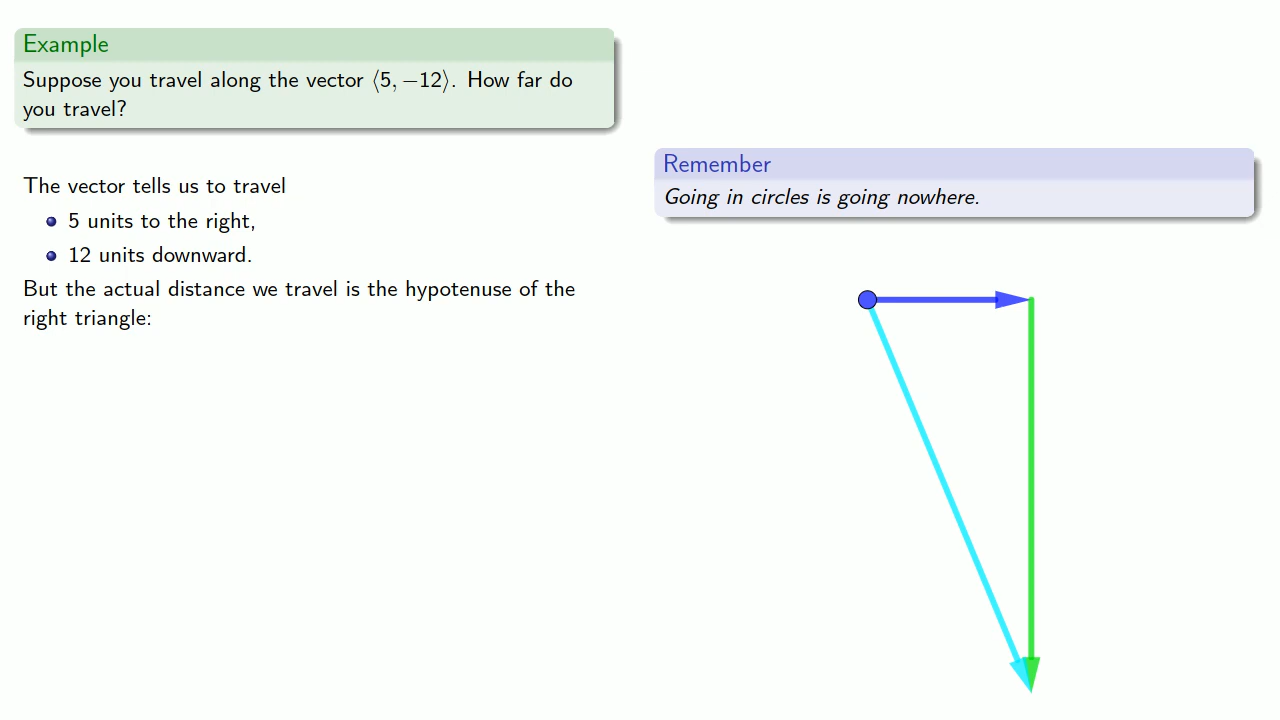 Example
Suppose you travel along the vector ⟨5, −12⟩. How far do
you travel?
The vector tells us to travel
5 units to the right,
12 units downward.
But the actual distance we travel is the hypotenuse of the
right triangle:
Remember
Going in circles is going nowhere.